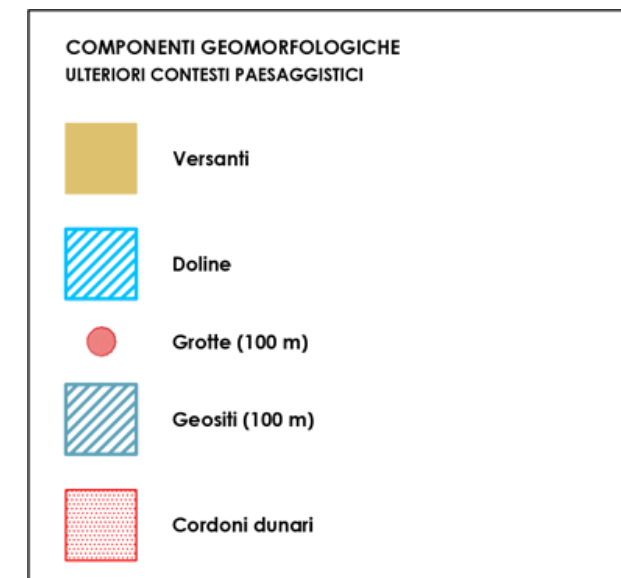 COMPONENTI GEOMORFOLOGICHE
ULTERIORI CONTESTI PAESAGGISTICI
Versanti
Doline
Grotte (100 m)
Geositi (100 m)
Cordoni dunari